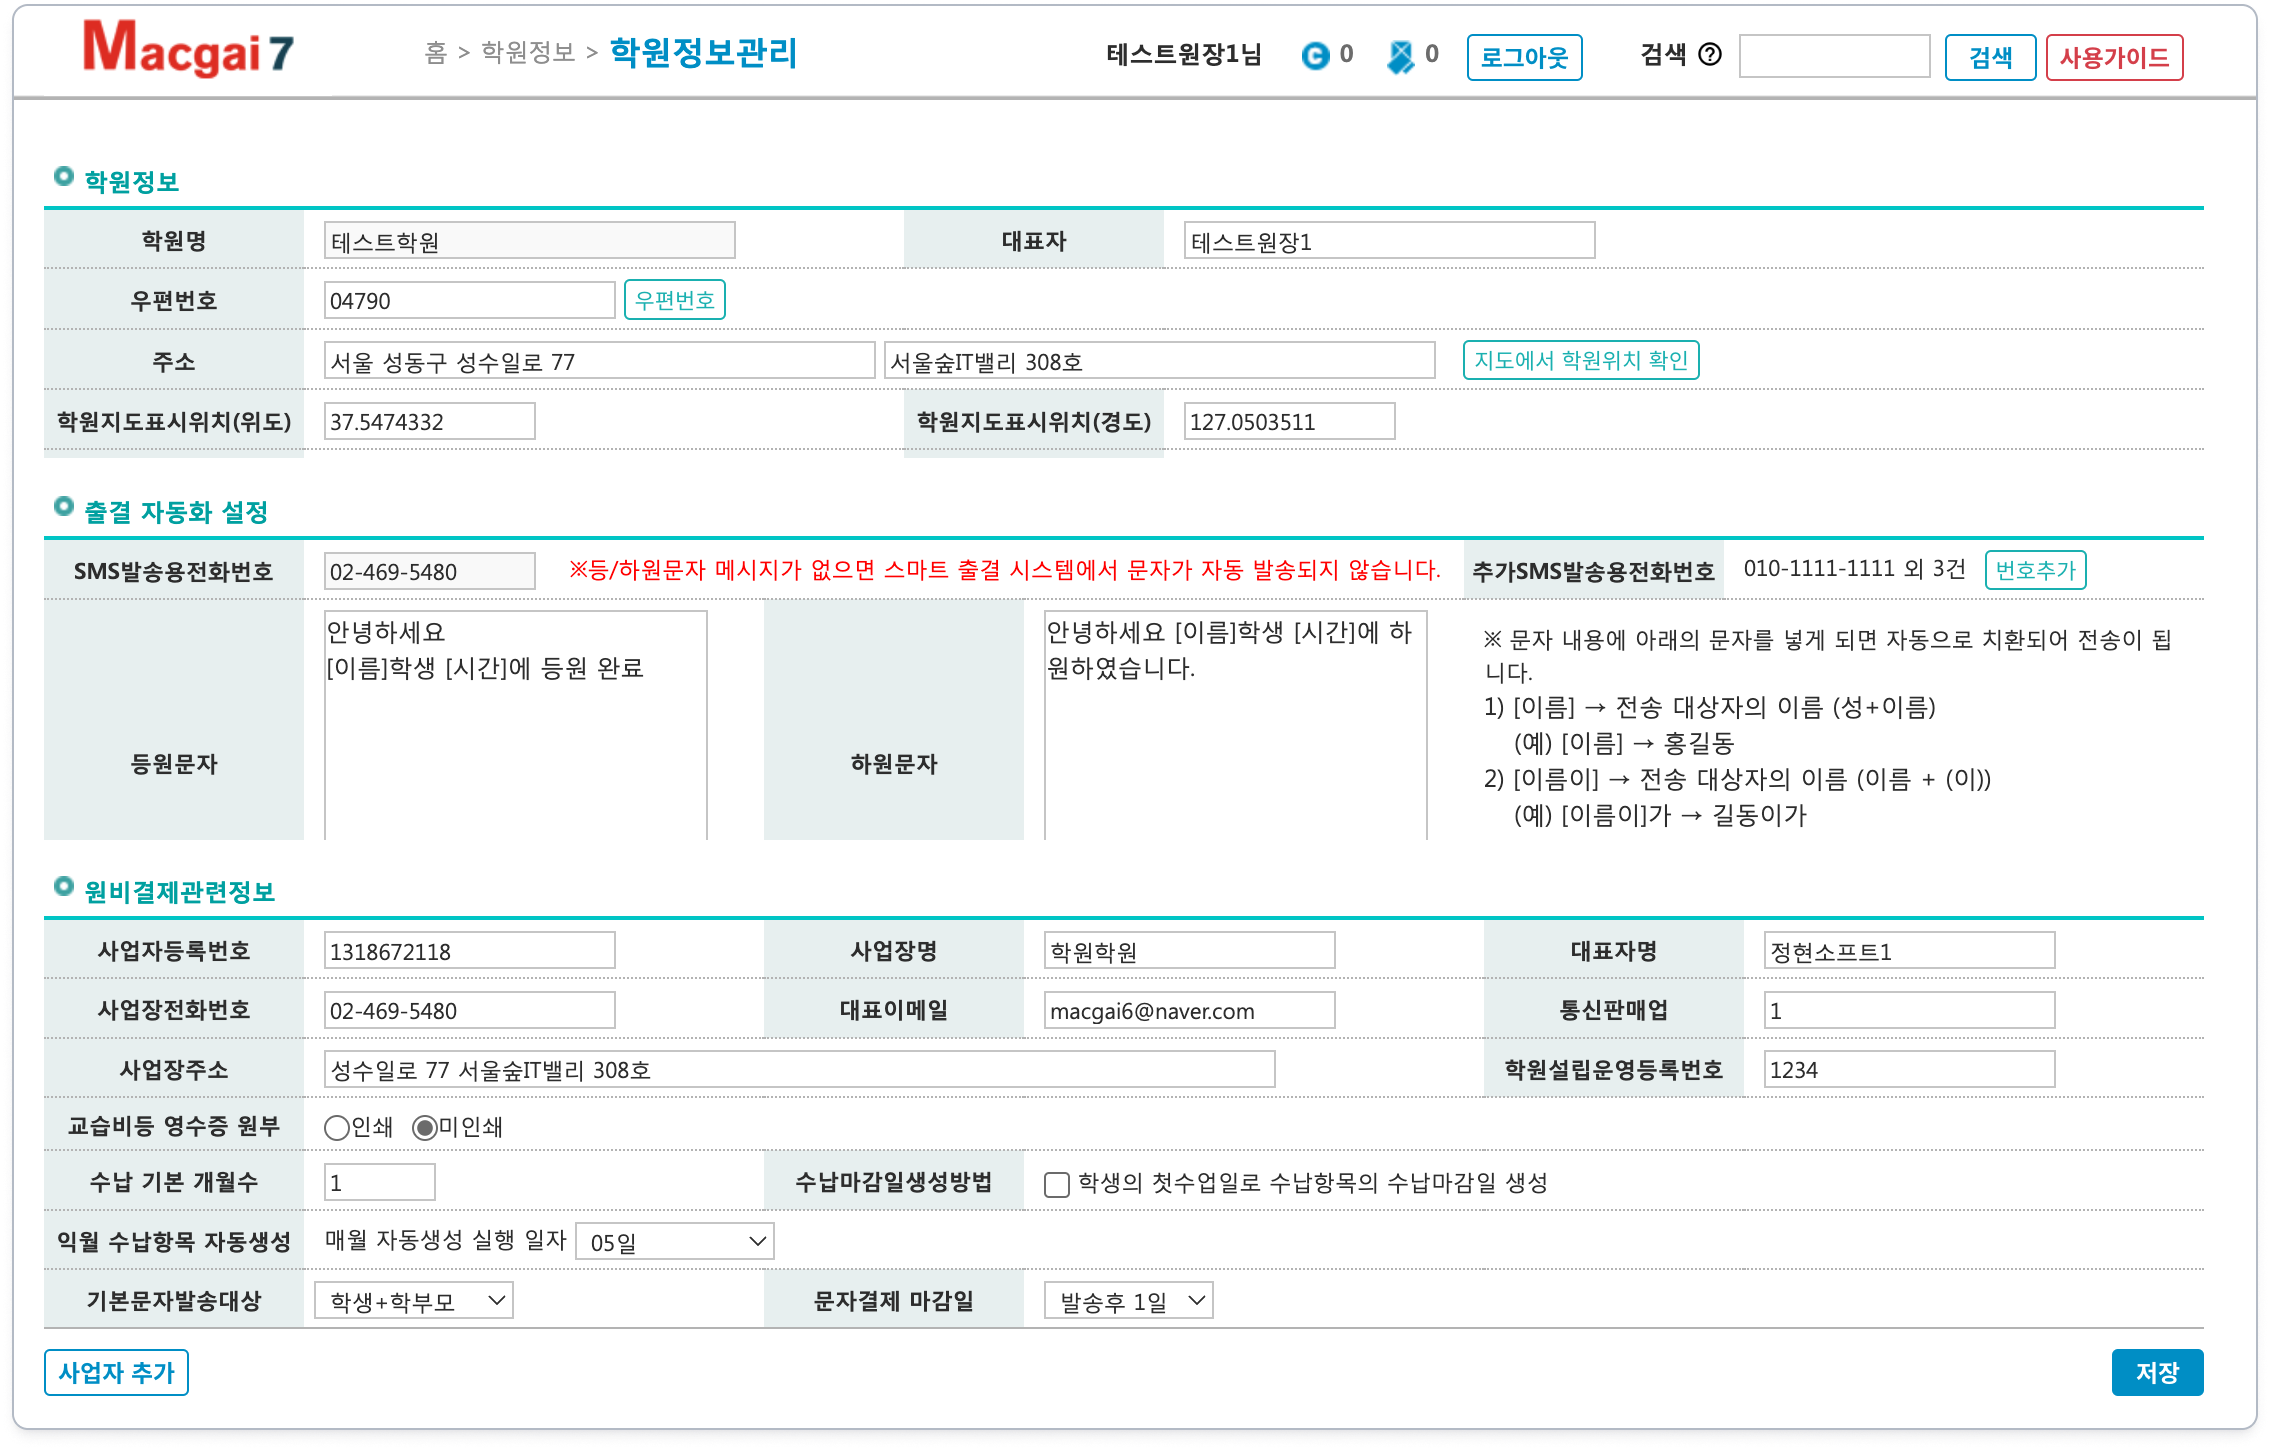 Macgai 7
홈 > 학원정보 > 학원정보관리
테스트원장1님 C 0 0 로그아웃 검색 ? 검색 사용가이드
학원정보
학원명 테스트학원 대표자 테스트원장1
우편번호 04790 우편번호
주소 서울 성동구 성수일로 77 서울숲IT밸리 308호 지도에서 학원위치 확인
학원지도표시위치(위도) 37.5474332 학원지도표시위치(경도) 127.0503511
출결 자동화 설정
SMS발송용전화번호 02-469-5480 ※등/하원문자 메시지가 없으면 스마트 출결 시스템에서 문자가 자동 발송되지 않습니다. 추가SMS발송용전화번호 010-1111-1111 외 3건 번호추가
등원문자
안녕하세요
[이름]학생 [시간]에 등원 완료
하원문자
안녕하세요 [이름]학생 [시간]에 하
원하였습니다.
※ 문자 내용에 아래의 문자를 넣게 되면 자동으로 치환되어 전송이 됩
니다.
1) [이름] → 전송 대상자의 이름 (성+이름)
(예) [이름] → 홍길동
2) [이름이] → 전송 대상자의 이름 (이름 + (이))
(예) [이름이]가 → 길동이가
원비결제관련정보
사업자등록번호 1318672118 사업장명 학원학원 대표자명 정현소프트1
사업장전화번호 02-469-5480 대표이메일 macgai6@naver.com 통신판매업 1
사업장주소 성수일로 77 서울숲IT밸리 308호 학원설립운영등록번호 1234
교습비등 영수증 원부 인쇄 미인쇄
수납 기본 개월수 1 수납마감일생성방법 학생의 첫수업일로 수납항목의 수납마감일 생성
익월 수납항목 자동생성 매월 자동생성 실행 일자 05일
기본문자발송대상 학생+학부모 문자결제 마감일 발송후 1일
사업자 추가 저장